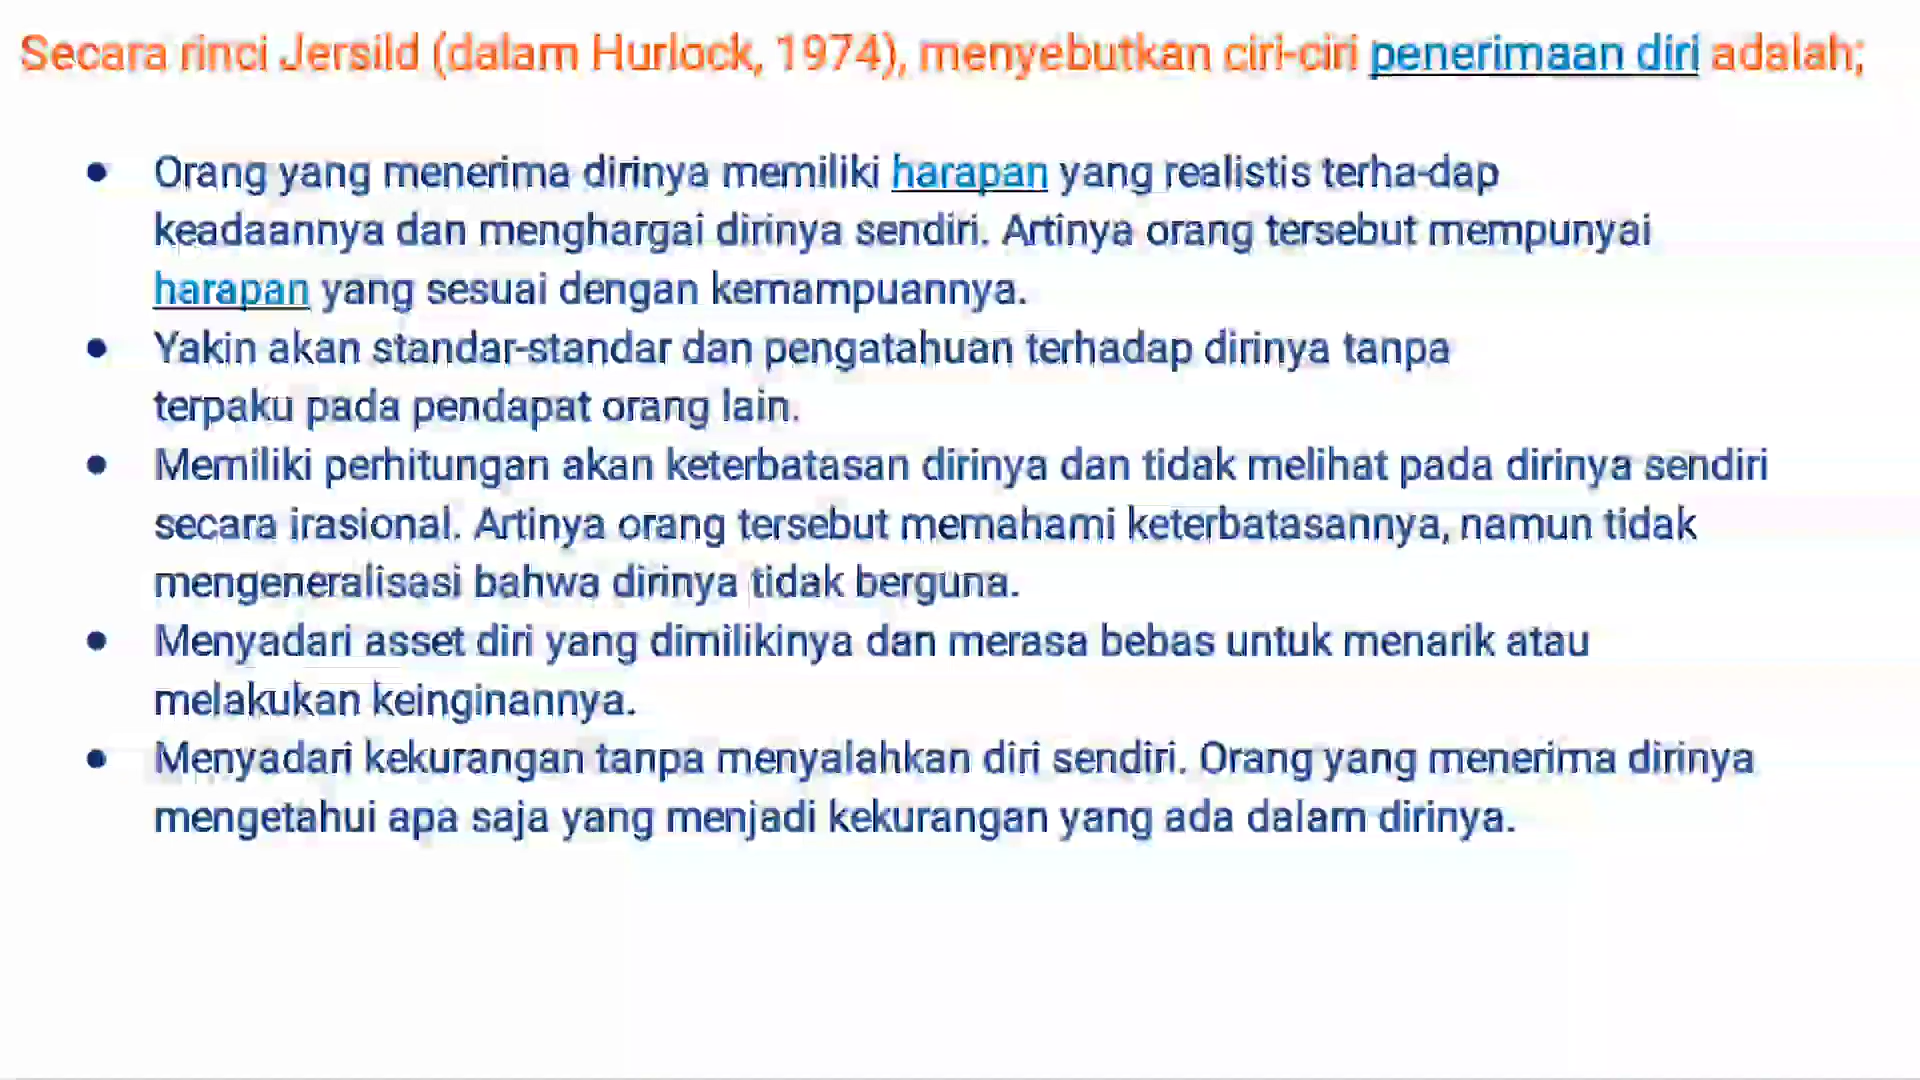 Secara rinci Jersild (dalam Hurlock, 1974), menyebutkan ciri-ciri penerimaan diri adalah;
• Orang yang menerima dirinya memiliki harapan yang realistis terha-dap
keadaannya dan menghargai dirinya sendiri. Artinya orang tersebut mempunyai
harapan yang sesuai dengan kemampuannya.
• Yakin akan standar-standar dan pengatahuan terhadap dirinya tanpa
terpaku pada pendapat orang lain.
• Memiliki perhitungan akan keterbatasan dirinya dan tidak melihat pada dirinya sendiri
secara irasional. Artinya orang tersebut memahami keterbatasannya, namun tidak
mengeneralisasi bahwa dirinya tidak berguna.
• Menyadari asset diri yang dimilikinya dan merasa bebas untuk menarik atau
melakukan keinginannya.
• Menyadari kekurangan tanpa menyalahkan diri sendiri. Orang yang menerima dirinya
mengetahui apa saja yang menjadi kekurangan yang ada dalam dirinya.